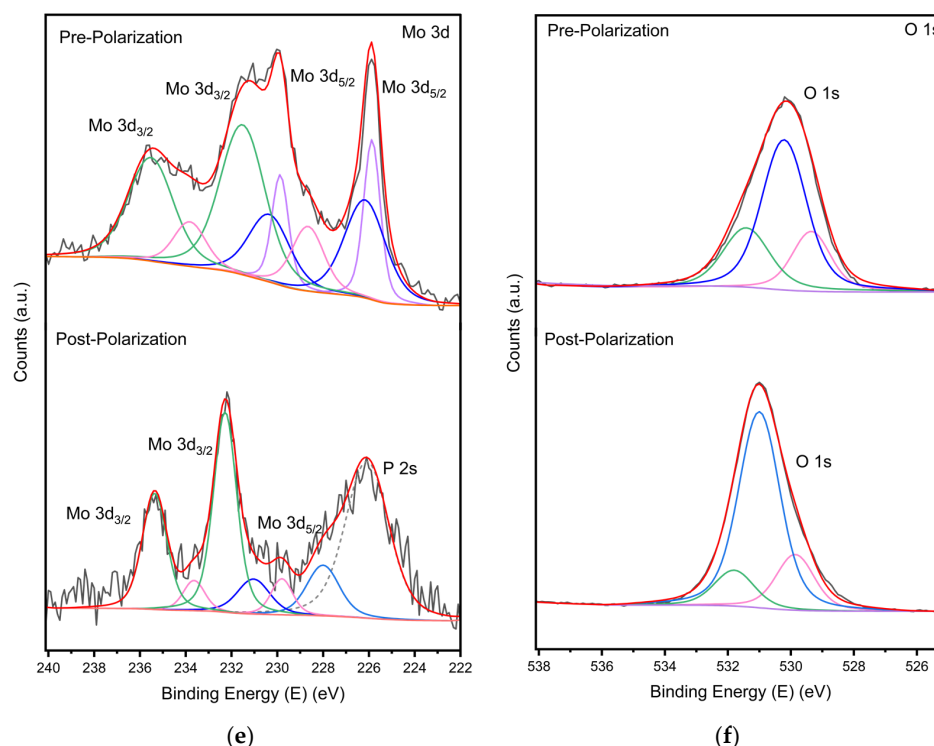 Pre-Polarization
Mo 3d
Mo 3d3/2
Mo 3d3/2
Mo 3d5/2
Mo 3d5/2
Post-Polarization
Mo 3d3/2
Mo 3d3/2
Mo 3d5/2
P 2s
Counts (a.u.)
240 238 236 235 233 231 230 228 226 224 222
Binding Energy (E) (eV)
(e)
Pre-Polarization
O 1s
O 1s
Post-Polarization
O 1s
Counts (a.u.)
538 536 534 532 530 528 526
Binding Energy (E) (eV)
(f)